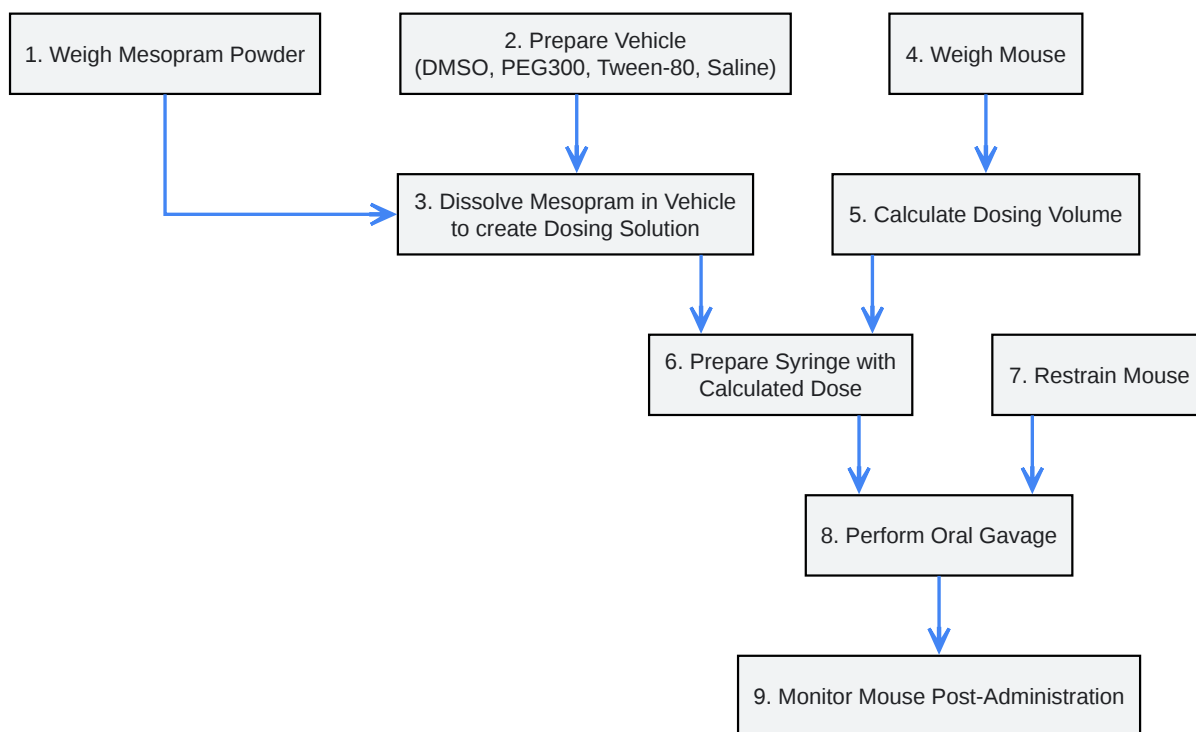 1. Weigh Mesopram Powder
2. Prepare Vehicle
(DMSO, PEG300, Tween-80, Saline)
4. Weigh Mouse
3. Dissolve Mesopram in Vehicle
to create Dosing Solution
5. Calculate Dosing Volume
6. Prepare Syringe with
Calculated Dose
7. Restrain Mouse
8. Perform Oral Gavage
9. Monitor Mouse Post-Administration